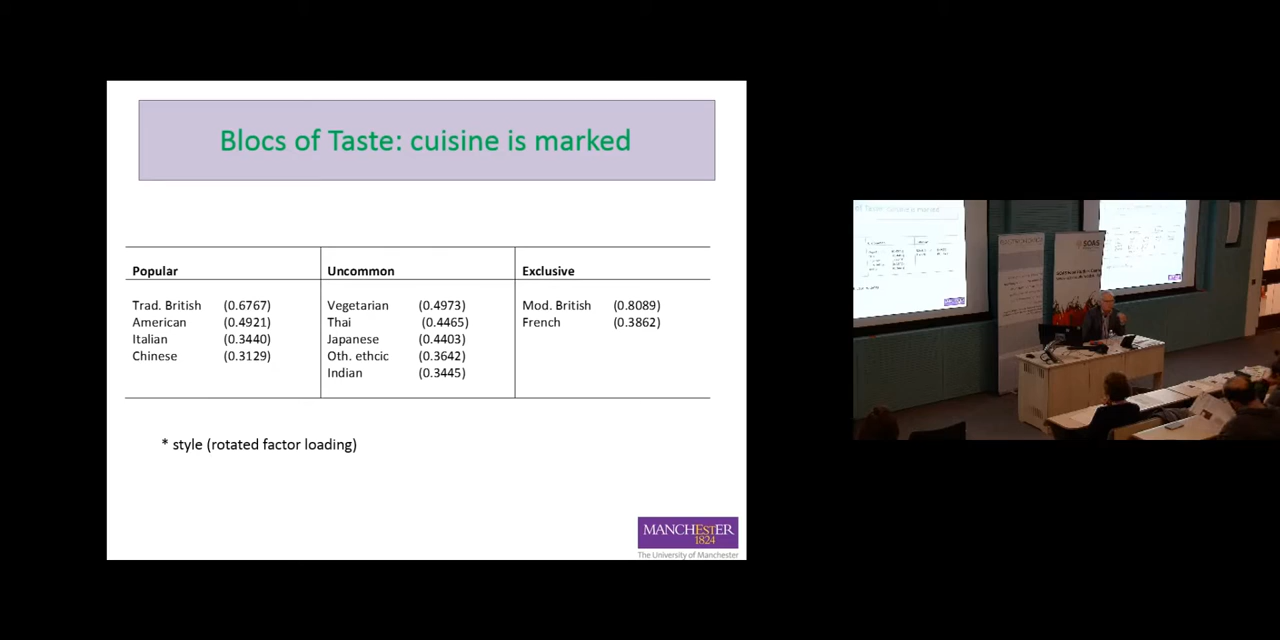 Blocs of Taste: cuisine is marked
Popular Uncommon Exclusive
Trad. British (0.6767) Vegetarian (0.4973) Mod. British (0.8089)
American (0.4921) Thai (0.4465) French (0.3862)
Italian (0.3440) Japanese (0.4403)
Chinese (0.3129) Oth. ethcic (0.3642)
Indian (0.3445)
* style (rotated factor loading)
MANCHESTER
1824
The University of Manchester
SOAS